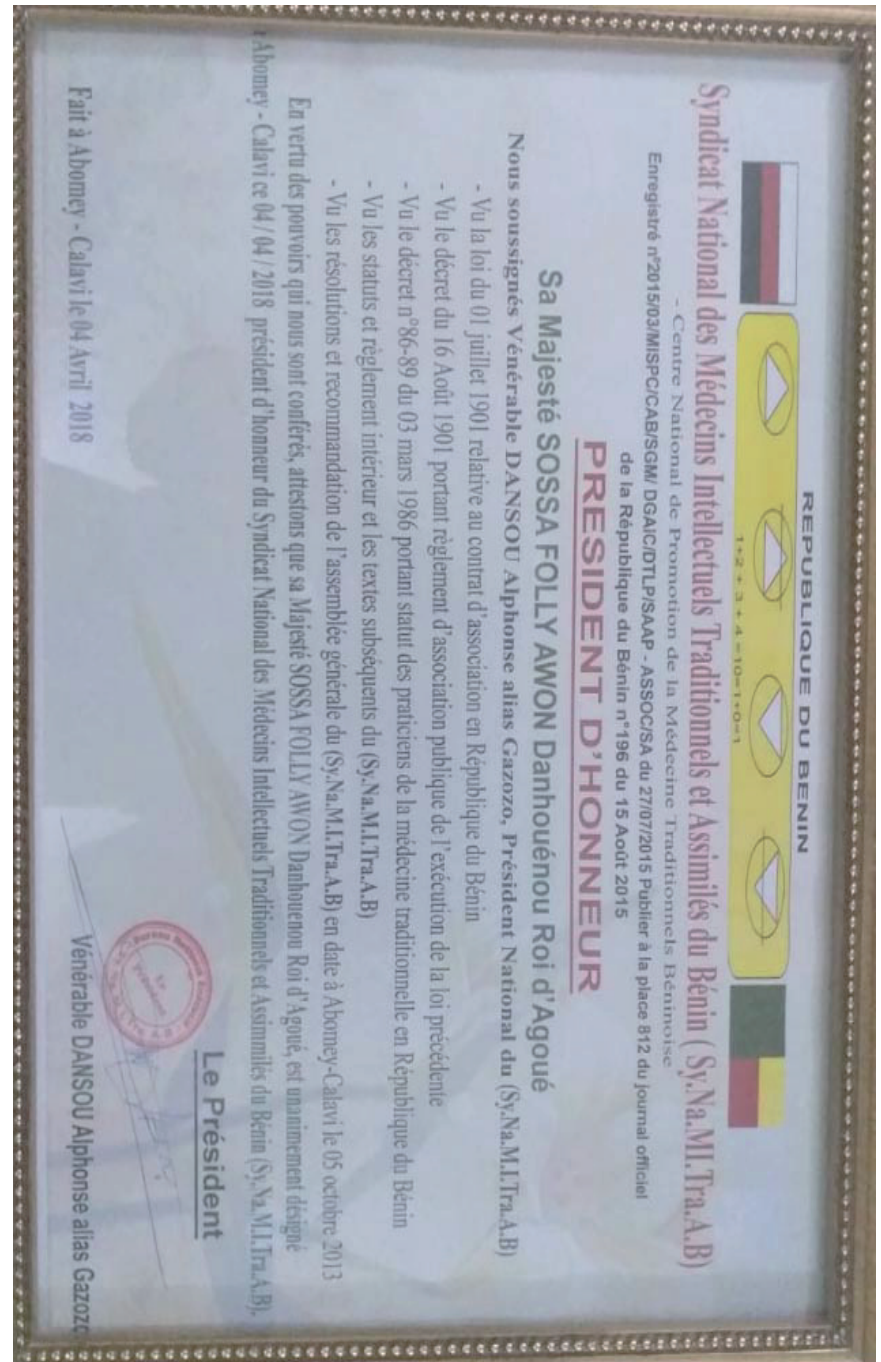 REPUBLIQUE DU BENIN
1+2 + 3 + 4 =10=1+0=1
Syndicat National des Médecins Intellectuels Traditionnels et Assimilés du Bénin ( Sy.Na.MI.Tra.A.B)
- Centre National de Promotion de la Médecine Traditionnels Béninoise
Enregistré n°2015/03/MISPC/CAB/SGM/ DGAIC/DTLP/SAAP - ASSOC/SA du 27/07/2015 Publier à la place 812 du journal officiel
de la République du Bénin n°196 du 15 Août 2015
PRESIDENT D'HONNEUR
Sa Majesté SOSSA FOLLY AWON Danhouénou Roi d'Agoué
Nous soussignés Vénérable DANSOU Alphonse alias Gazozo, Président National du (Sy.Na.M.I.Tra.A.B)
- Vu la loi du 01 juillet 1901 relative au contrat d'association en République du Bénin
- Vu le décret du 16 Août 1901 portant règlement d'association publique de l'exécution de la loi précédente
- Vu le décret n°86-89 du 03 mars 1986 portant statut des praticiens de la médecine traditionnelle en République du Bénin
- Vu les statuts et règlement intérieur et les textes subséquents du (Sy.Na.M.I.Tra.A.B)
- Vu les résolutions et recommandation de l'assemblée générale du (Sy.Na.M.I.Tra.A.B) en date à Abomey-Calavi le 05 octobre 2013
En vertu des pouvoirs qui nous sont conférés, attestons que sa Majesté SOSSA FOLLY AWON Danhouenou Roi d'Agoué, est unanimement désigné
Abomey - Calavi ce 04 / 04 / 2018 président d'honneur du Syndicat National des Médecins Intellectuels Traditionnels et Assimmilés du Bénin (Sy.Na.M.I.Tra.A.B).
Fait à Abomey - Calavi le 04 Avril 2018
Le Président
Bureau National
Le Président
Vénérable DANSOU Alphonse alias Gazozo